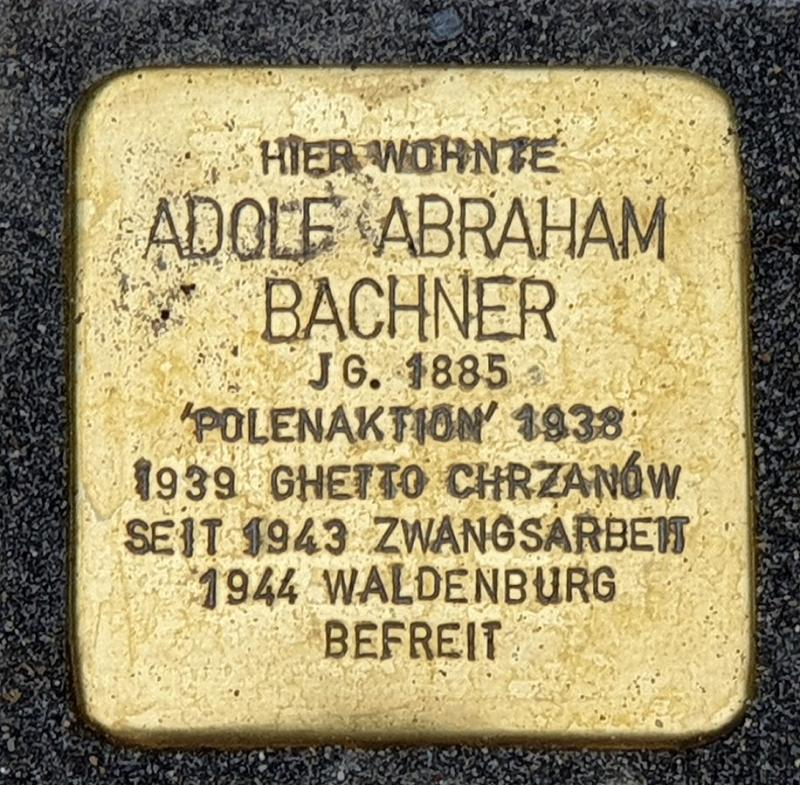 HIER WOHNTE
ADOLF ABRAHAM
BACHNER
JG. 1885
'POLENAKTION' 1938
1939 GHETTO CHRZANÓW
SEIT 1943 ZWANGSARBEIT
1944 WALDENBURG
BEFREIT